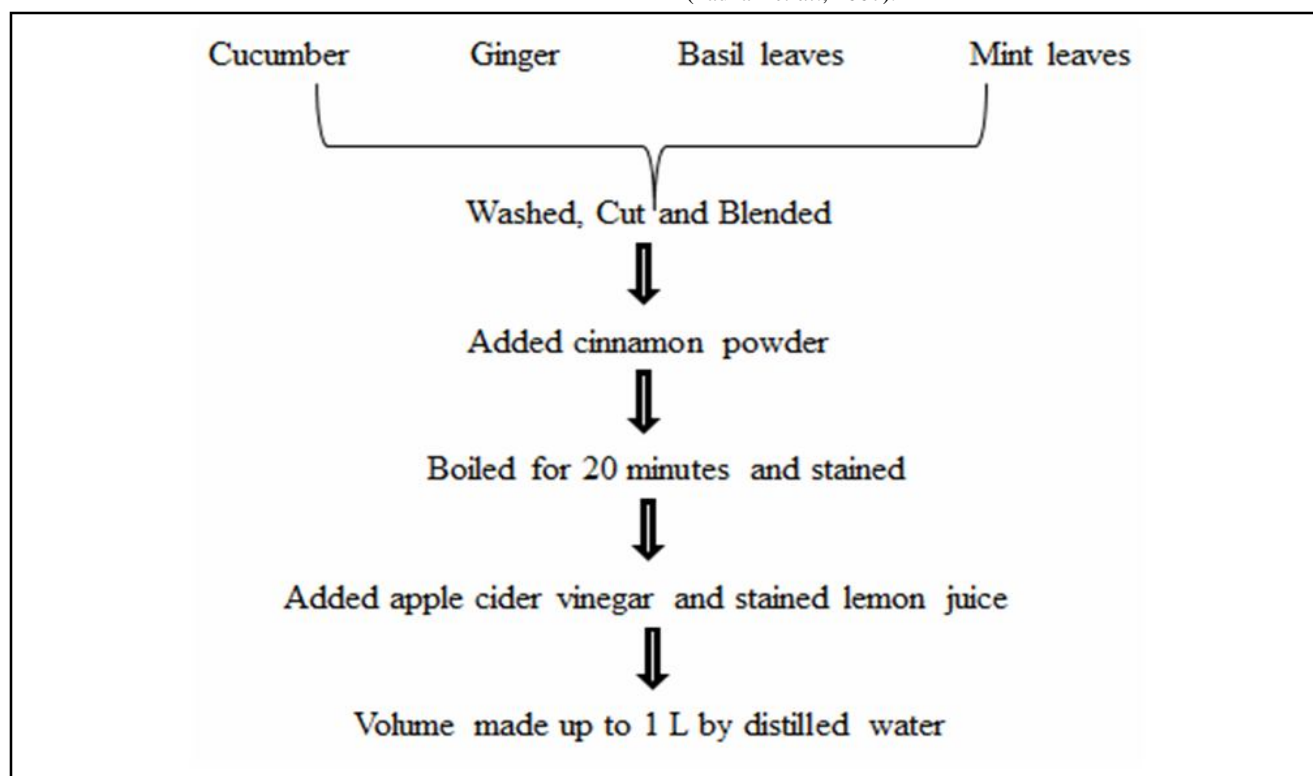 Cucumber Ginger Basil leaves Mint leaves
Washed, Cut and Blended
Added cinnamon powder
Boiled for 20 minutes and stained
Added apple cider vinegar and stained lemon juice
Volume made up to 1 L by distilled water